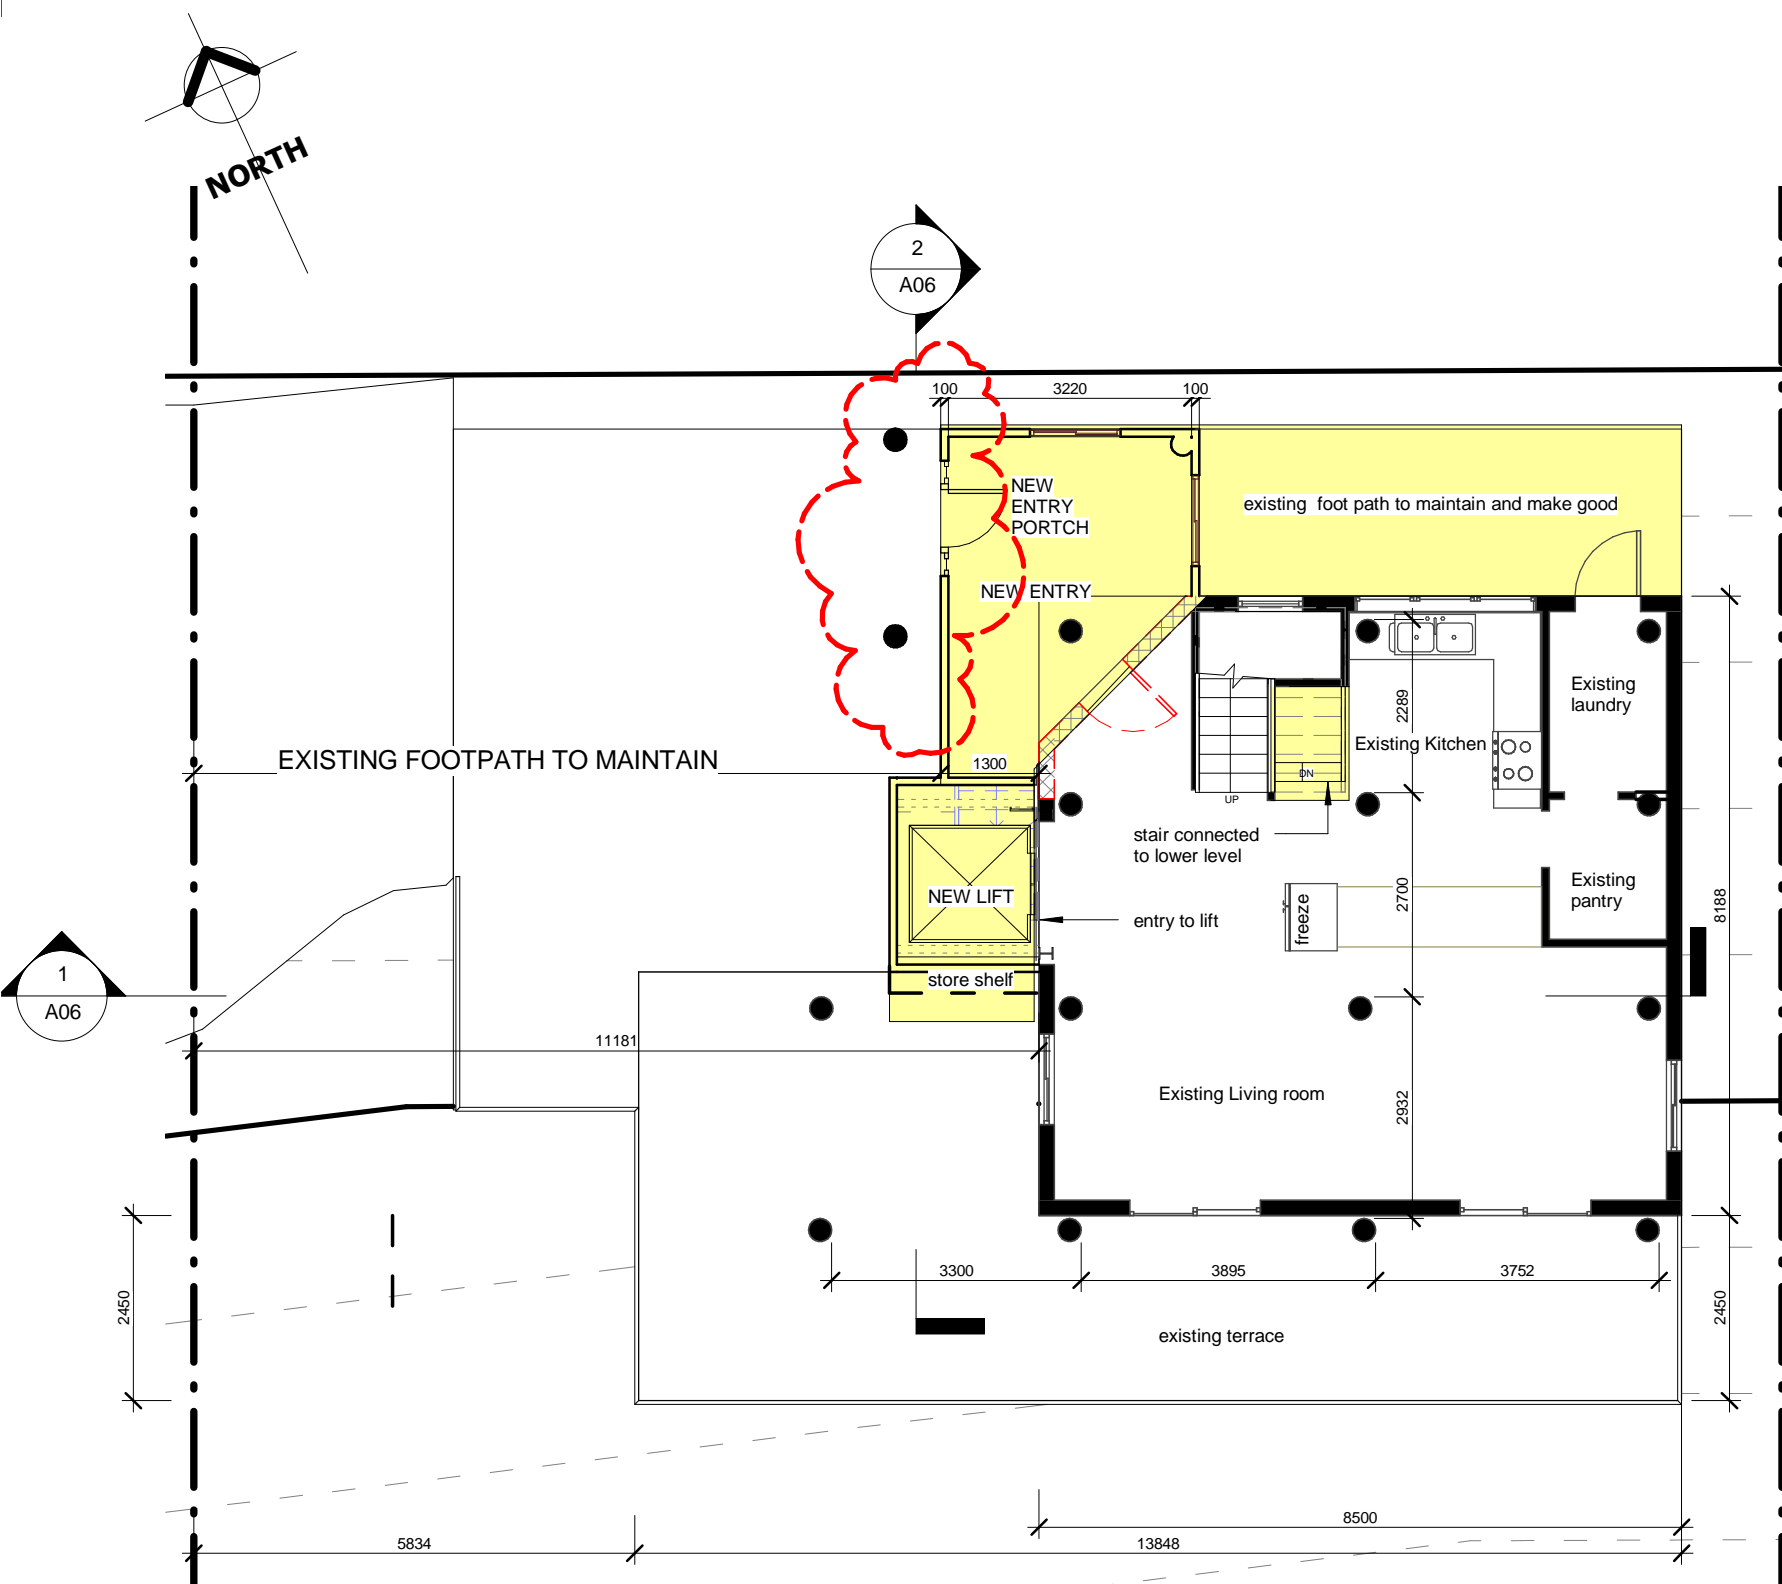 NORTH
2
A06
100
3220
100
NEW
ENTRY
PORTCH
existing foot path to maintain and make good
NEW ENTRY
Existing
laundry
2289
Existing Kitchen
EXISTING FOOTPATH TO MAINTAIN
1300
DN
UP
stair connected
to lower level
NEW LIFT
2700
freeze
Existing
pantry
8188
entry to lift
store shelf
1
A06
11181
Existing Living room
2932
3300
3895
3752
2450
2450
existing terrace
8500
5834
13848